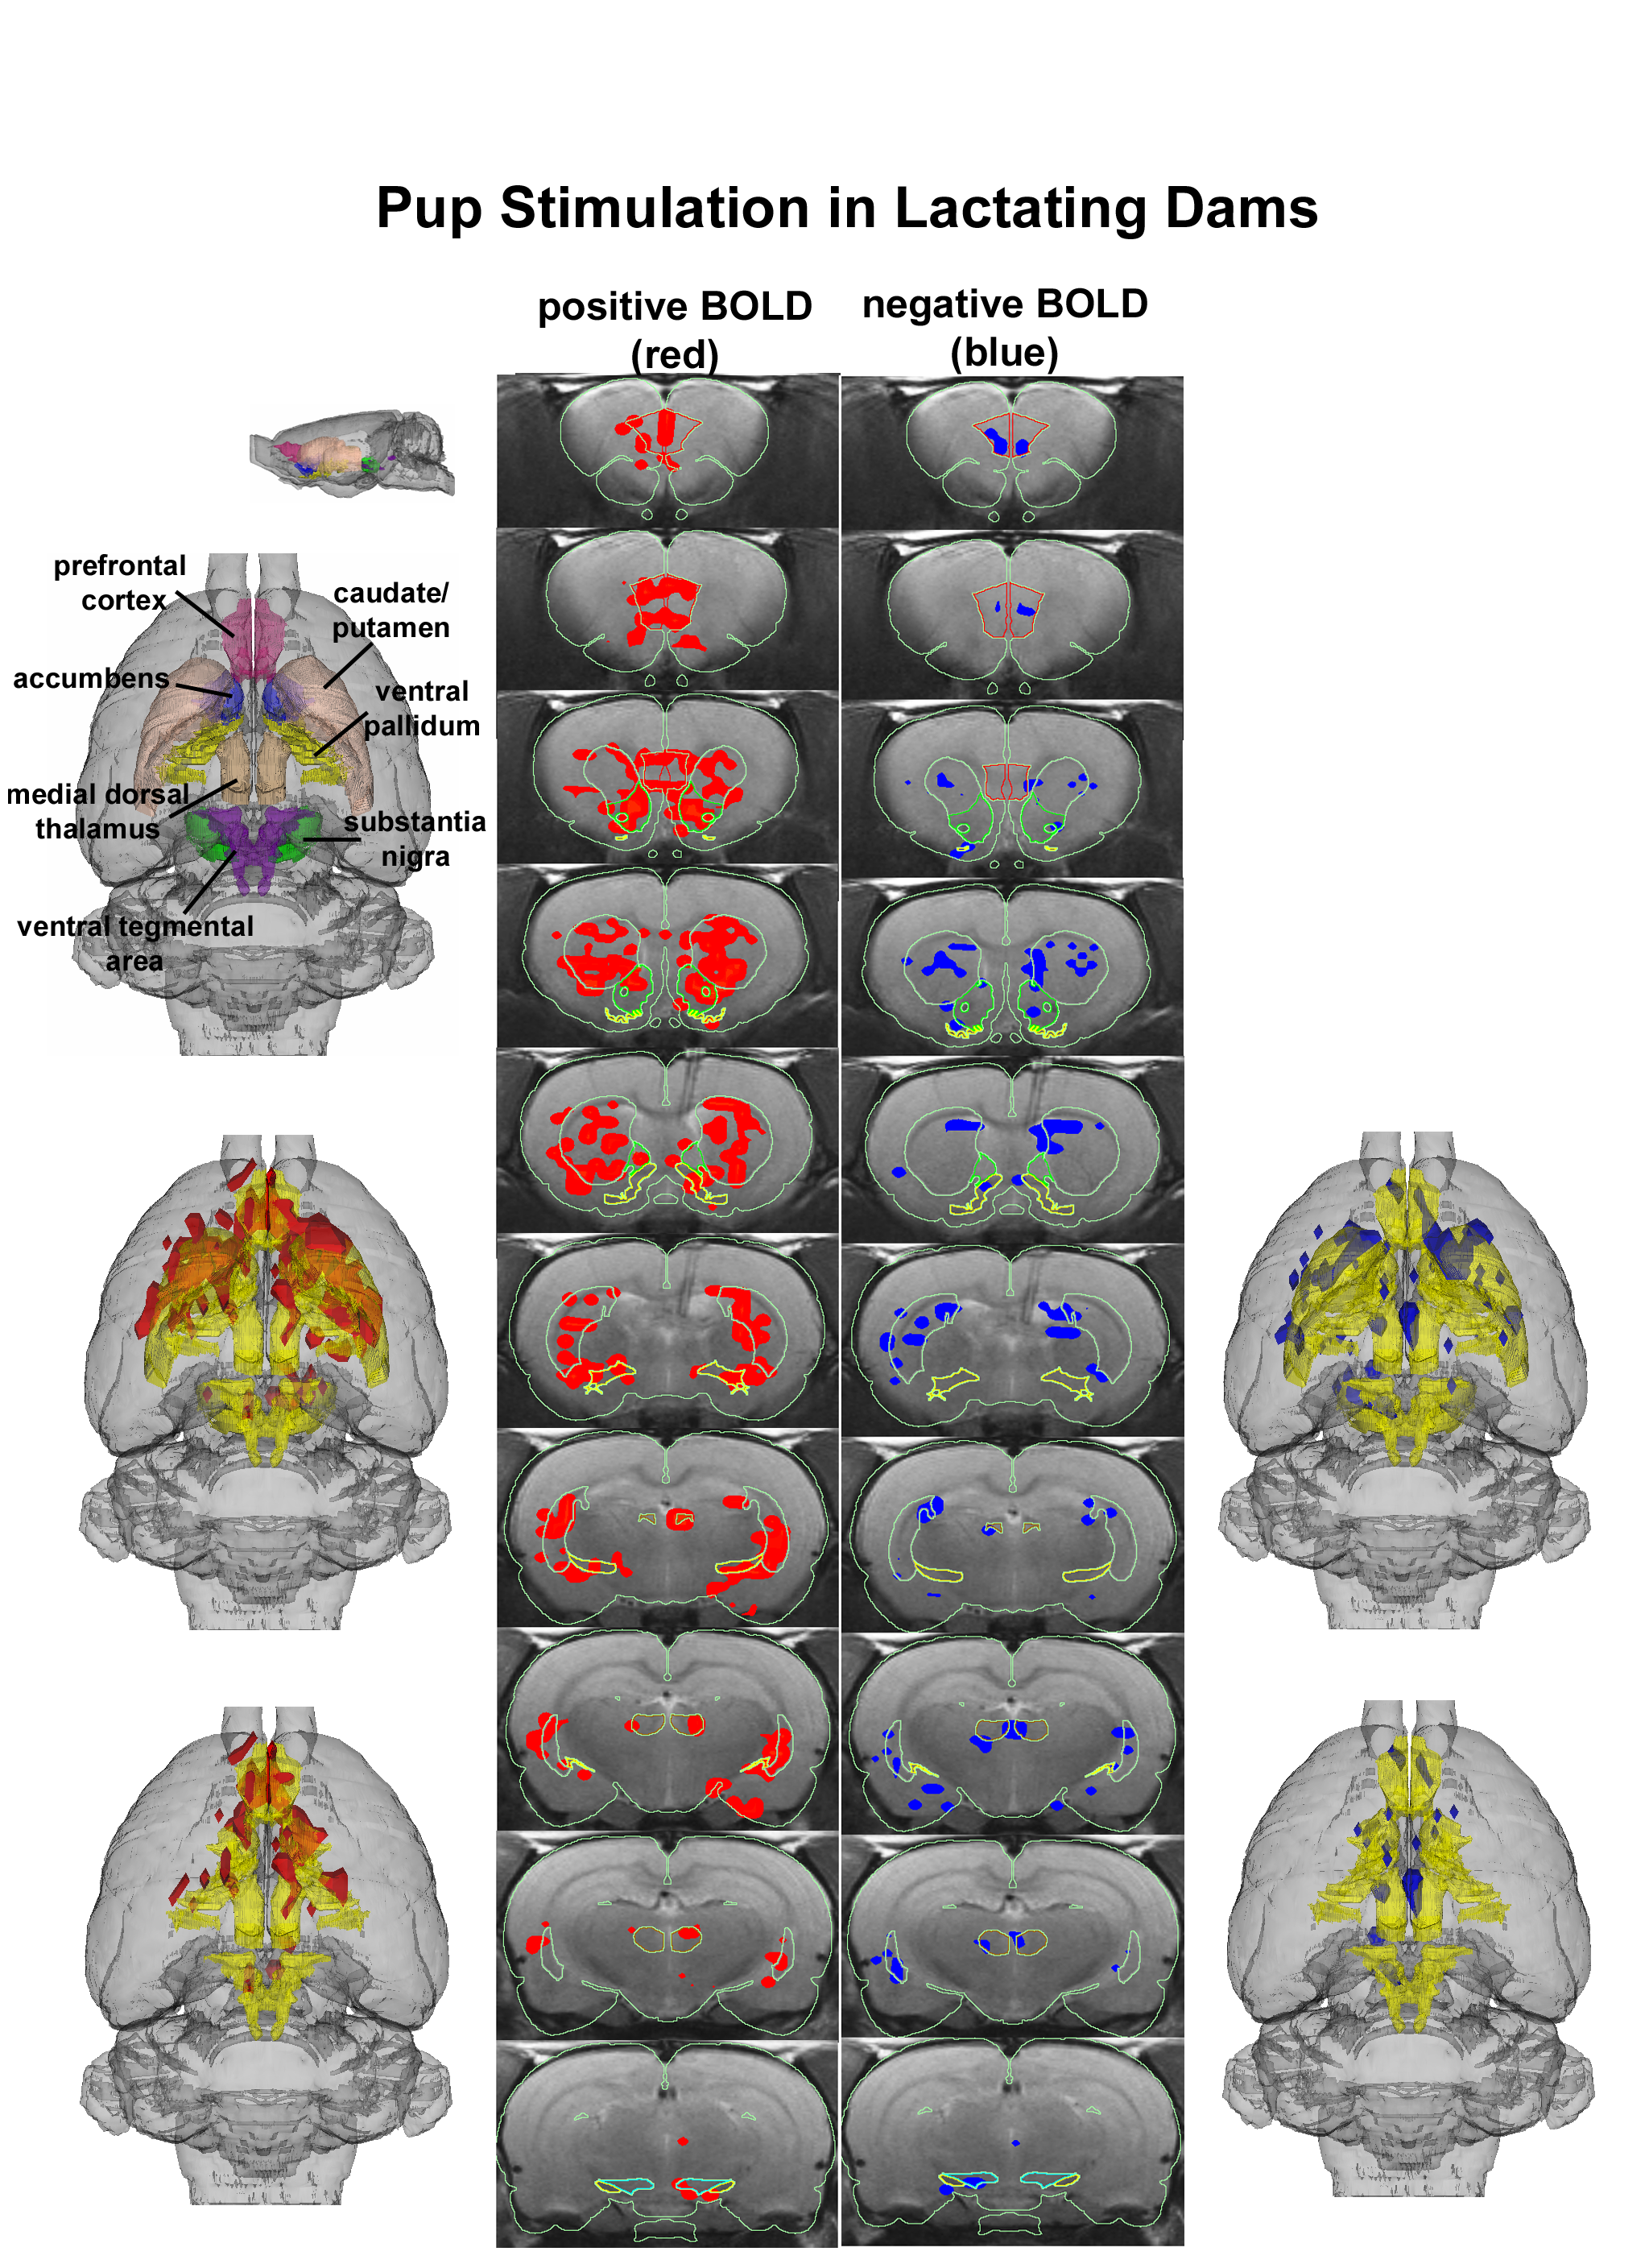 Pup Stimulation in Lactating Dams
positive BOLD
(red)
negative BOLD
(blue)
prefrontal
cortex
caudate/
putamen
accumbens
ventral
pallidum
medial dorsal
thalamus
substantia
nigra
ventral tegmental
area